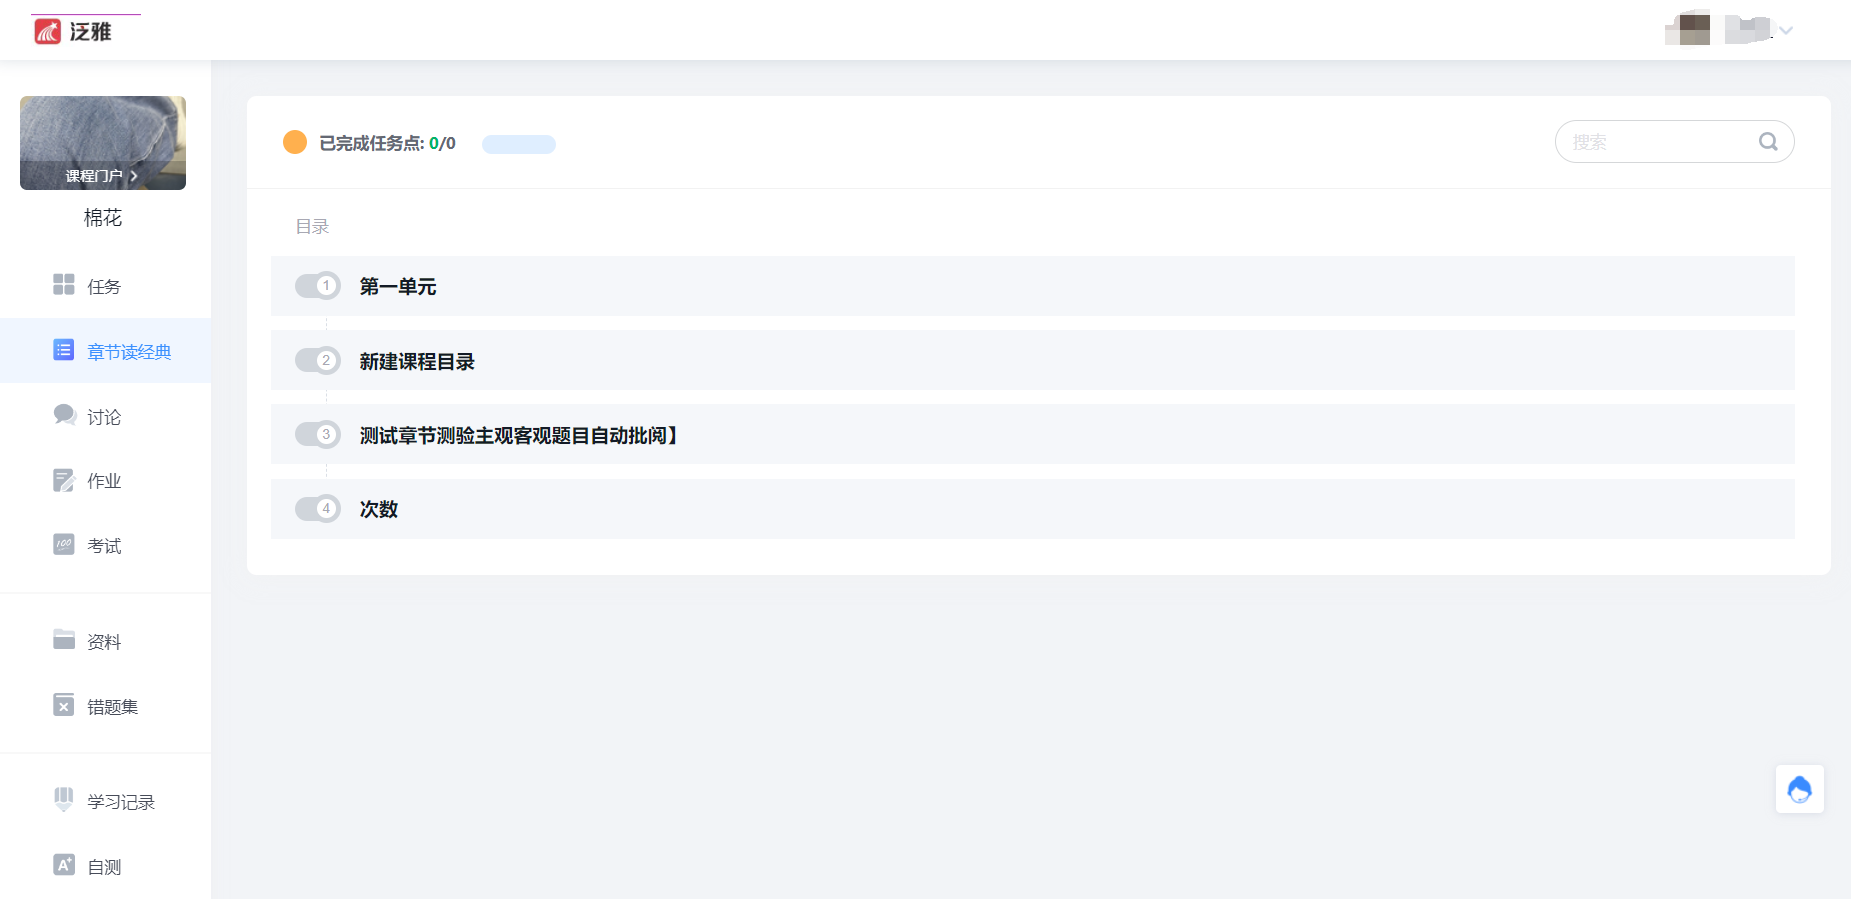 泛雅
课程门户
棉花
任务
章节读经典
讨论
作业
考试
资料
错题集
学习记录
自测
已完成任务点: 0/0
搜索
目录
1 第一单元
2 新建课程目录
3 测试章节测验主观客观题目自动批阅】
4 次数